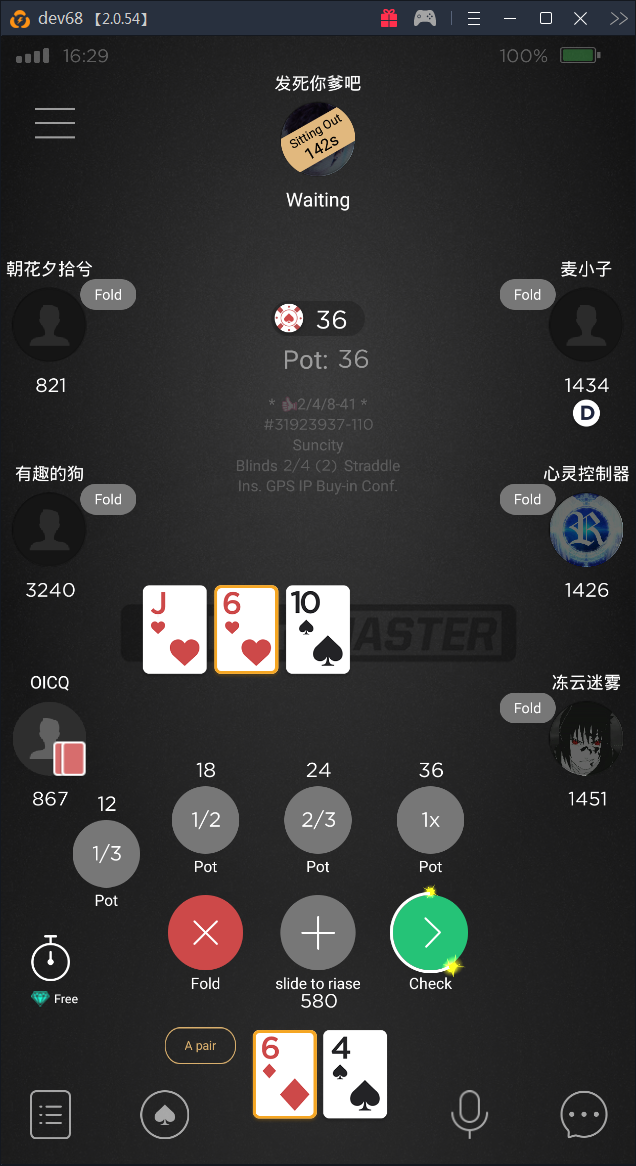 dev68 【2.0.54】
16:29
100%
发死你爹吧
Sitting Out
142s
Waiting
朝花夕拾兮
Fold
821
麦小子
Fold
1434
D
36
Pot: 36
* 2/4/8-41 *
#31923937-110
Suncity
Blinds 2/4 (2) Straddle
Ins. GPS IP Buy-in Conf.
有趣的狗
Fold
3240
心灵控制器
Fold
R
1426
J
6
10
ASTER
OICQ
867
冻云迷雾
Fold
1451
12
1/3
Pot
18
1/2
Pot
24
2/3
Pot
36
1x
Pot
Free
Fold
slide to riase
580
Check
A pair
6
4